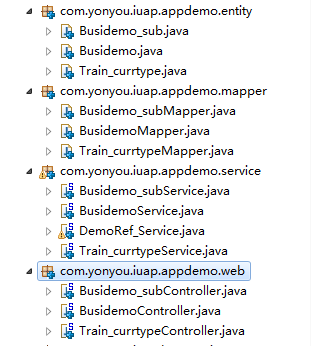 com.yonyou.iuap.appdemo.entity
Busidemo_sub.java
Busidemo.java
Train_currtype.java
com.yonyou.iuap.appdemo.mapper
Busidemo_subMapper.java
BusidemoMapper.java
Train_currtypeMapper.java
com.yonyou.iuap.appdemo.service
Busidemo_subService.java
BusidemoService.java
DemoRef_Service.java
Train_currtypeService.java
com.yonyou.iuap.appdemo.web
Busidemo_subController.java
BusidemoController.java
Train_currtypeController.java